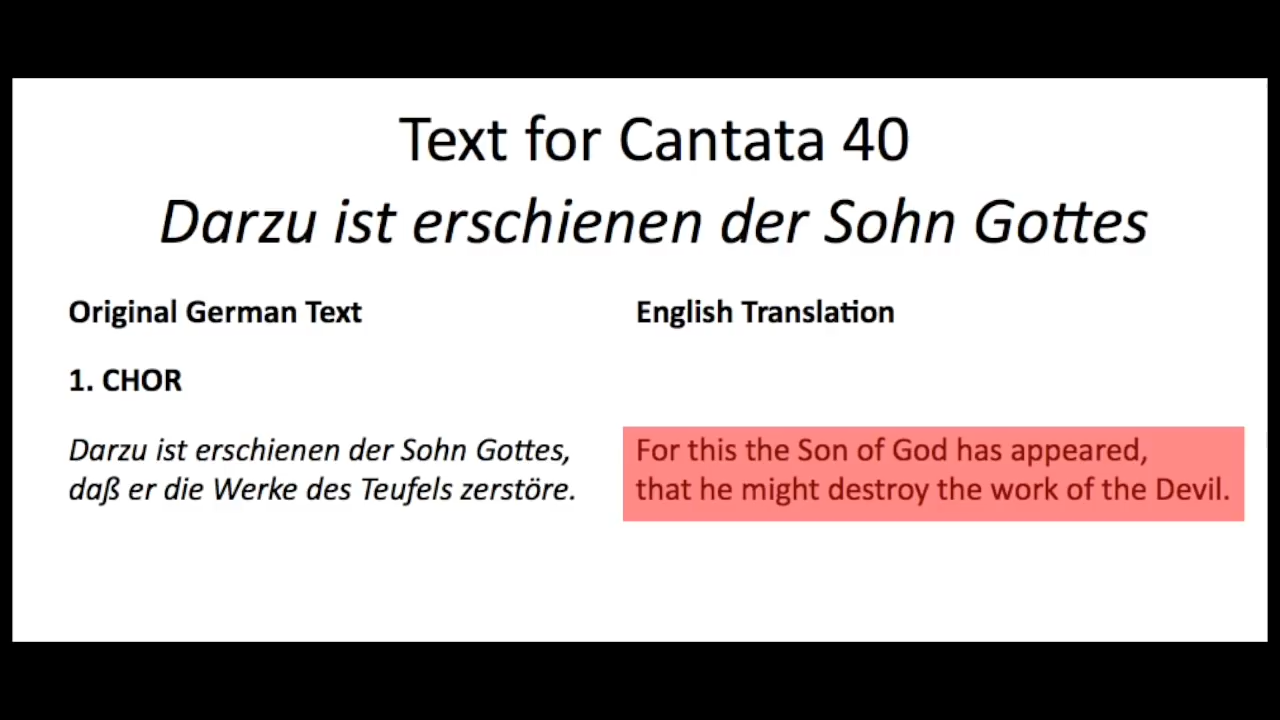 Text for Cantata 40
Darzu ist erschienen der Sohn Gottes
Original German Text
English Translation
1. CHOR
Darzu ist erschienen der Sohn Gottes,
daß er die Werke des Teufels zerstöre.
For this the Son of God has appeared,
that he might destroy the work of the Devil.